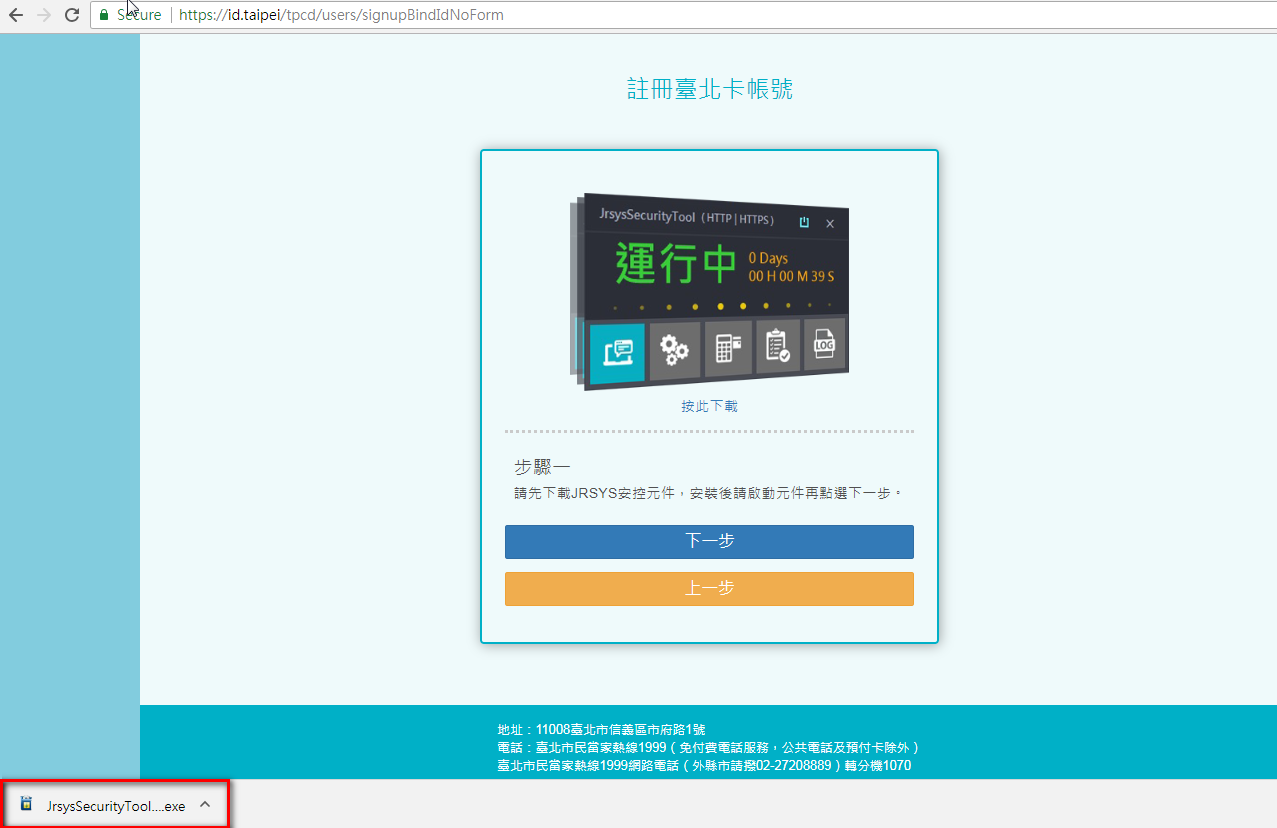 Secure | https://id.taipei/tpcd/users/signupBindIdNoForm
註冊臺北卡帳號
JrsysSecurityTool (HTTP|HTTPS)
運行中
0 Days
00 H 00 M 39 S
LOG
按此下載
步驟一
請先下載JRSYS安控元件，安裝後請啟動元件再點選下一步。
下一步
上一步
地址：11008臺北市信義區市府路1號
電話：臺北市民當家熱線1999（免付費電話服務，公共電話及預付卡除外）
臺北市民當家熱線1999網路電話（外縣市請撥02-27208889）轉分機1070
JrsysSecurityTool....exe